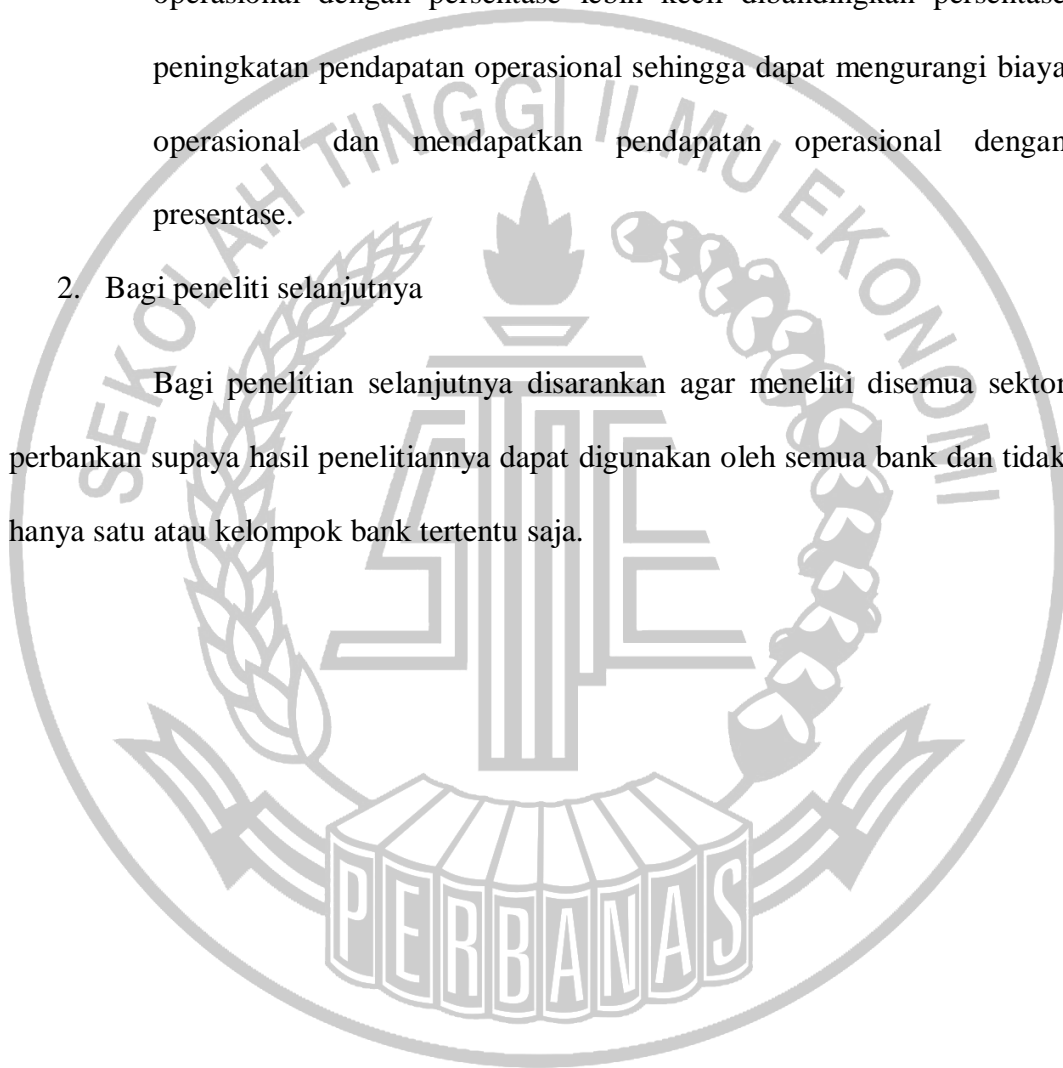 operasional dengan persentase lebih kecil dibandingkan persentase
peningkatan pendapatan operasional sehingga dapat mengurangi biaya
operasional dan mendapatkan pendapatan operasional dengan
presentase.
2. Bagi peneliti selanjutnya
Bagi penelitian selanjutnya disarankan agar meneliti disemua sektor
perbankan supaya hasil penelitiannya dapat digunakan oleh semua bank dan tidak
hanya satu atau kelompok bank tertentu saja.
SEKOLAH TINGGI ILMU EKONOMI
PERBANAS